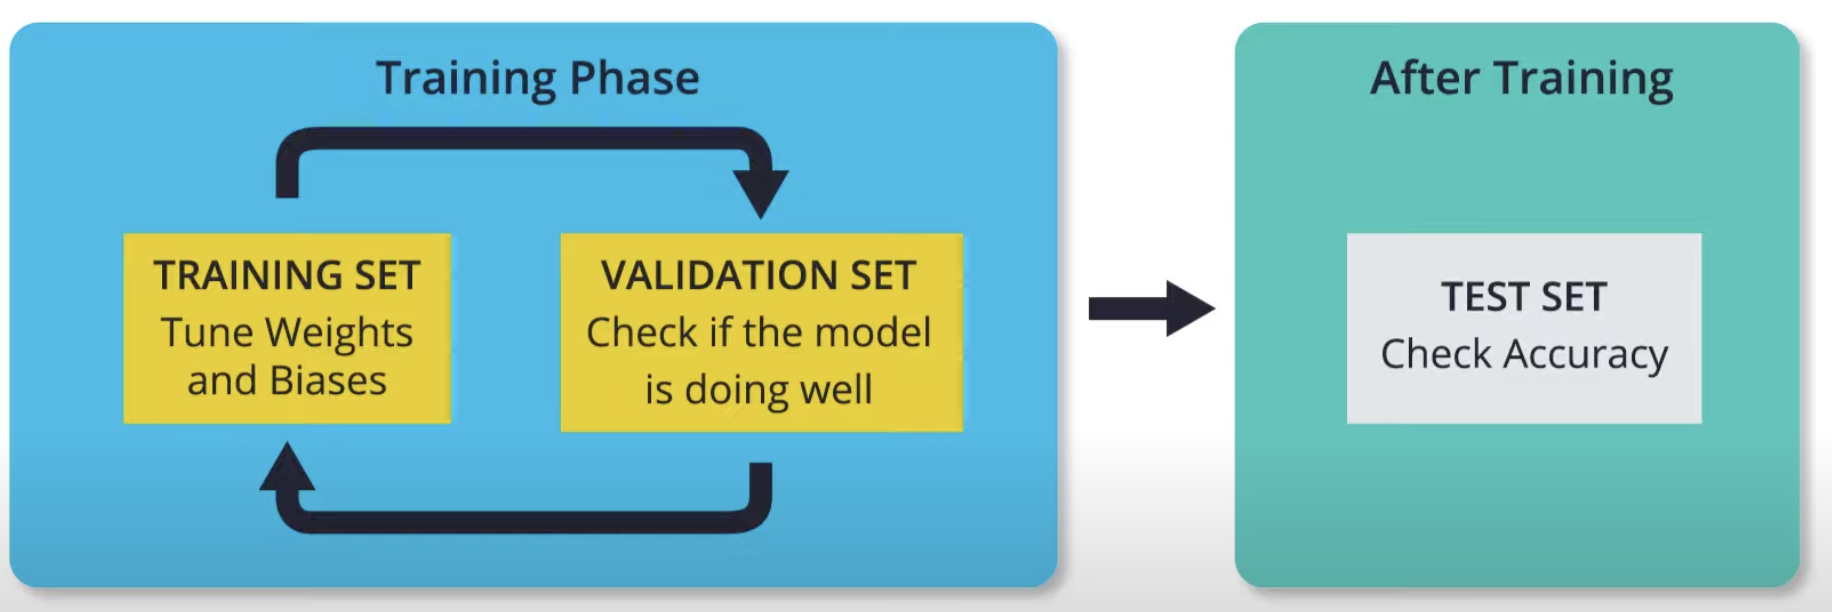 Training Phase
TRAINING SET
Tune Weights
and Biases
VALIDATION SET
Check if the model
is doing well
After Training
TEST SET
Check Accuracy